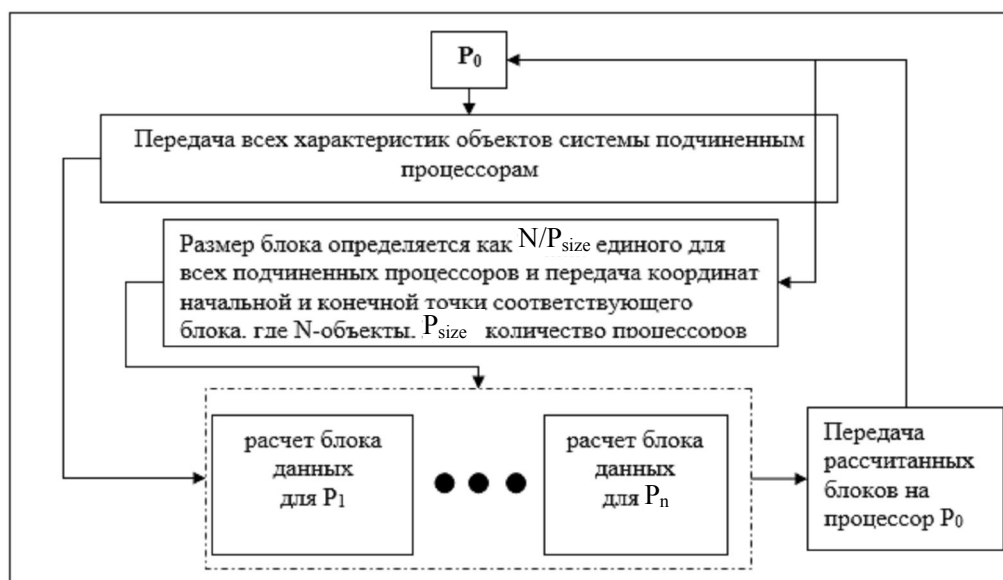 P₀
Передача всех характеристик объектов системы подчиненным
процессорам
Размер блока определяется как N/Psize единого для
всех подчиненных процессоров и передача координат
начальной и конечной точки соответствующего
блока, где N-объекты, Psize количество процессоров
расчет блока
данных
для P₁
расчет блока
данных
для Pn
Передача
рассчитанных
блоков на
процессор P₀